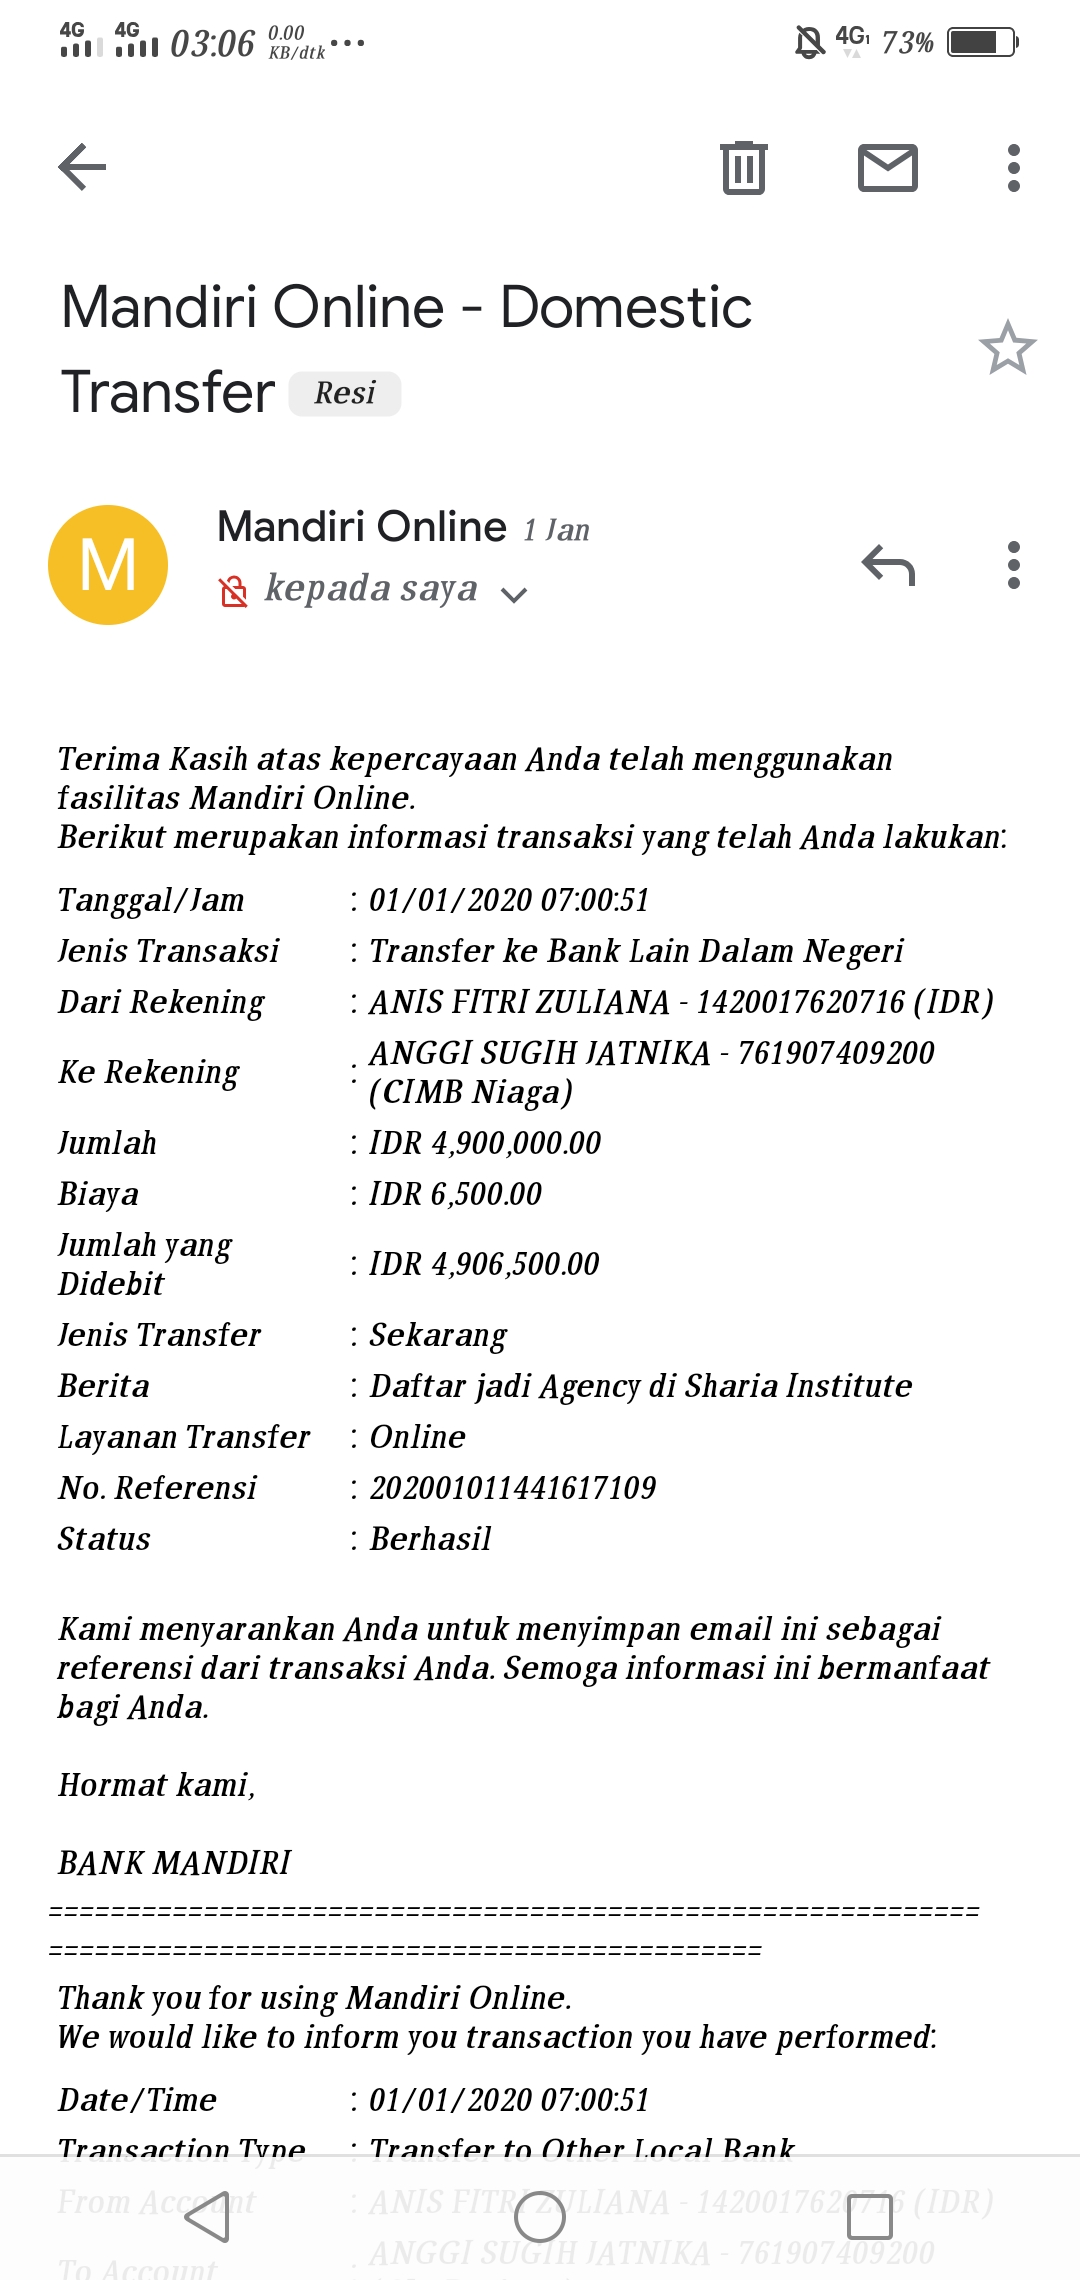 4G 4G 03:06 0.00 KB/dtk ... 4G1 73%
Mandiri Online - Domestic
Transfer Resi
M
Mandiri Online 1 Jan
kepada saya
Terima Kasih atas kepercayaan Anda telah menggunakan
fasilitas Mandiri Online.
Berikut merupakan informasi transaksi yang telah Anda lakukan:
Tanggal/Jam : 01/01/2020 07:00:51
Jenis Transaksi : Transfer ke Bank Lain Dalam Negeri
Dari Rekening : ANIS FITRI ZULIANA - 1420017620716 (IDR)
Ke Rekening : ANGGI SUGIH JATNIKA - 761907409200
(CIMB Niaga)
Jumlah : IDR 4,900,000.00
Biaya : IDR 6,500.00
Jumlah yang
Didebit : IDR 4,906,500.00
Jenis Transfer : Sekarang
Berita : Daftar jadi Agency di Sharia Institute
Layanan Transfer : Online
No. Referensi : 202001011441617109
Status : Berhasil
Kami menyarankan Anda untuk menyimpan email ini sebagai
referensi dari transaksi Anda. Semoga informasi ini bermanfaat
bagi Anda.
Hormat kami,
BANK MANDIRI
============================================================
==============================================
Thank you for using Mandiri Online.
We would like to inform you transaction you have performed:
Date/Time : 01/01/2020 07:00:51
Transaction Type : Transfer to Other Local Bank
From Account : ANIS FITRI ZULIANA - 1420017620716 (IDR)
To Account : ANGGI SUGIH JATNIKA - 761907409200